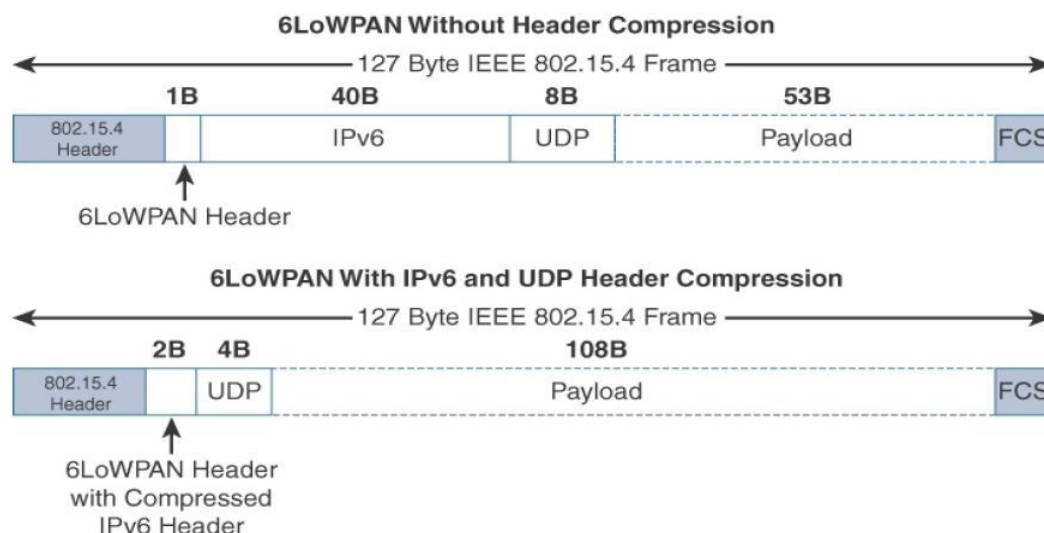 6LoWPAN Without Header Compression
127 Byte IEEE 802.15.4 Frame
1B 40B 8B 53B
802.15.4
Header
IPv6 UDP Payload FCS
6LoWPAN Header
6LoWPAN With IPv6 and UDP Header Compression
127 Byte IEEE 802.15.4 Frame
2B 4B 108B
802.15.4
Header
UDP Payload FCS
6LoWPAN Header
with Compressed
IPv6 Header